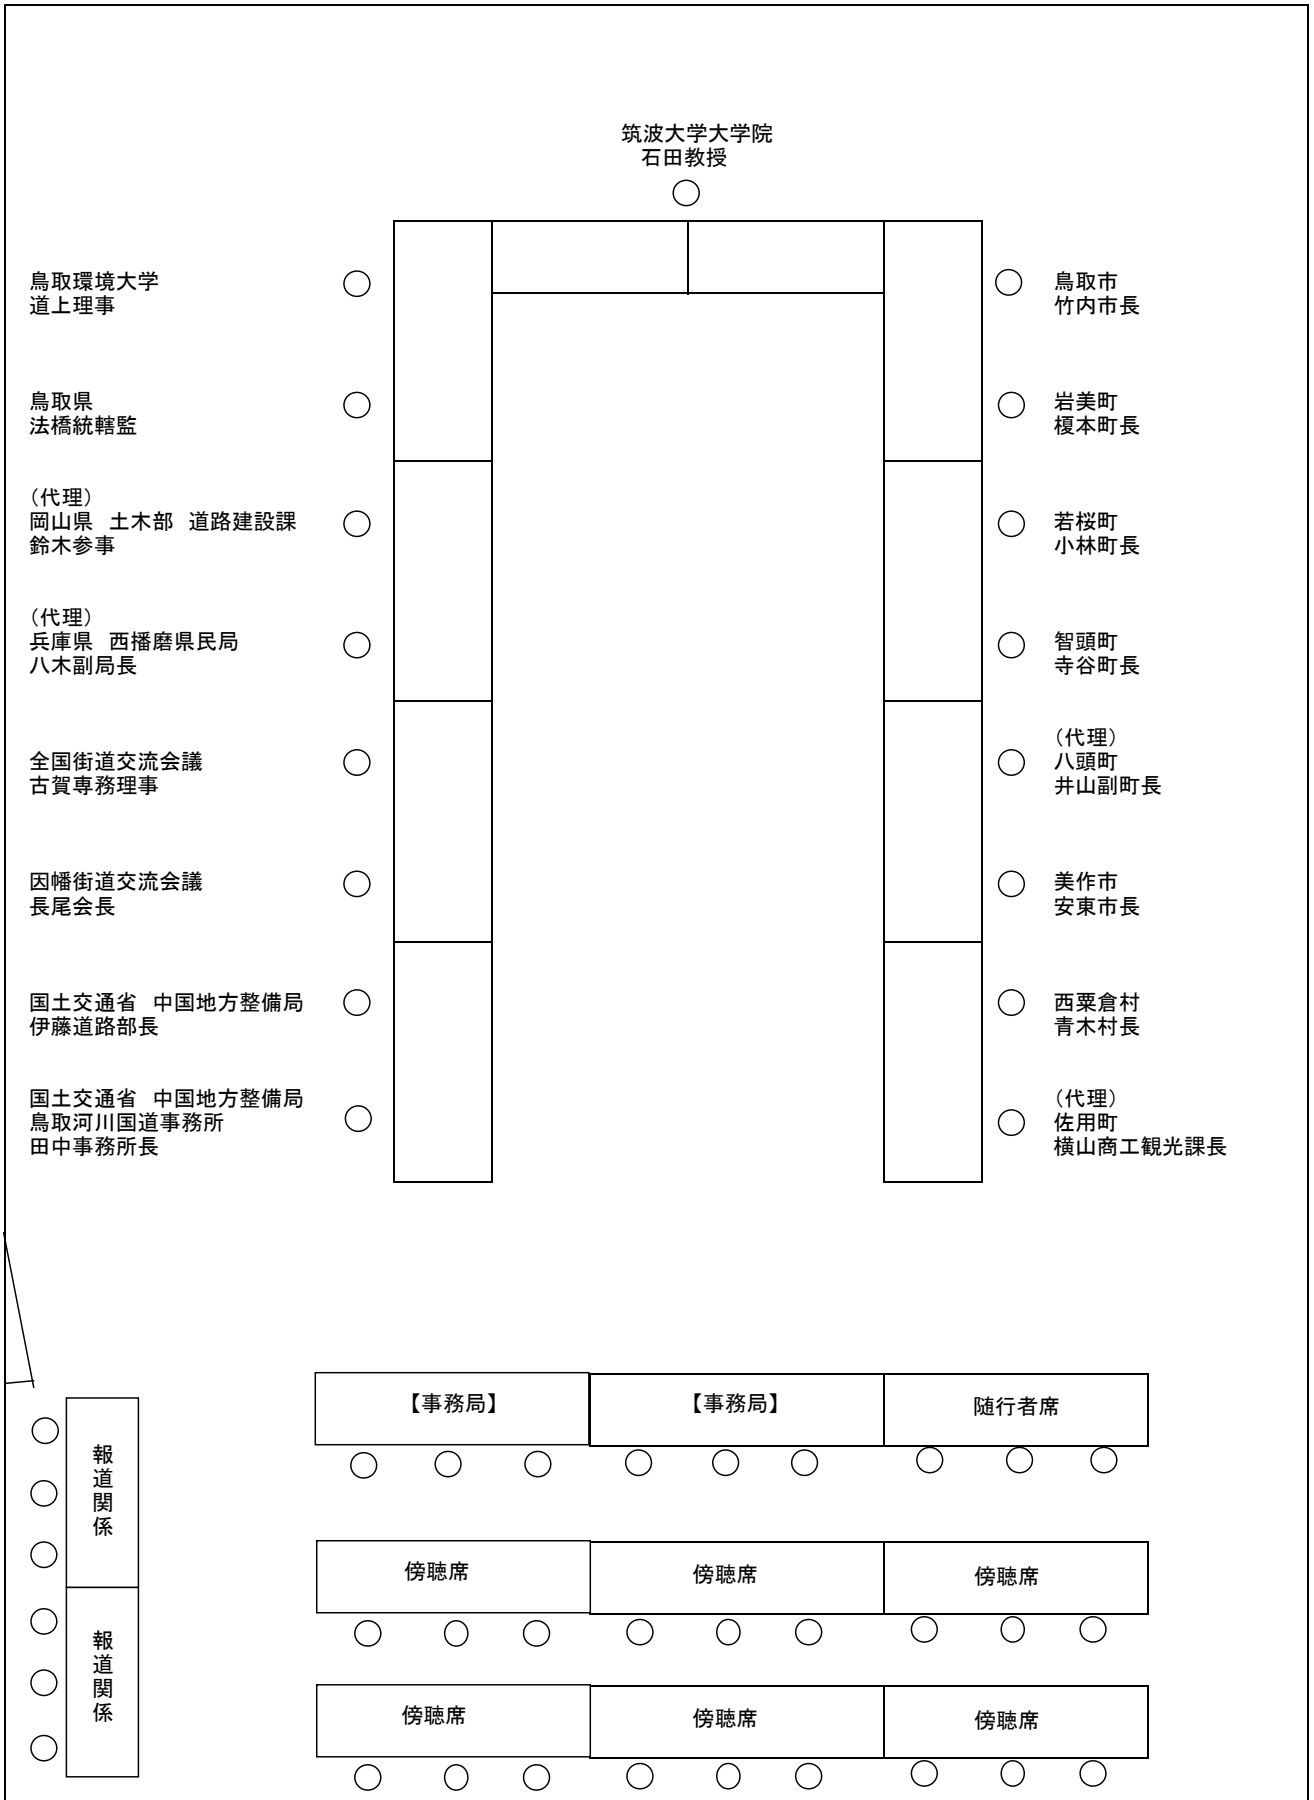 筑波大学大学院
石田教授
鳥取環境大学
道上理事
鳥取県
法橋統轄監
（代理）
岡山県　土木部　道路建設課
鈴木参事
（代理）
兵庫県　西播磨県民局
八木副局長
全国街道交流会議
古賀専務理事
因幡街道交流会議
長尾会長
国土交通省　中国地方整備局
伊藤道路部長
国土交通省　中国地方整備局
鳥取河川国道事務所
田中事務所長
鳥取市
竹内市長
岩美町
榎本町長
若桜町
小林町長
智頭町
寺谷町長
（代理）
八頭町
井山副町長
美作市
安東市長
西粟倉村
青木村長
（代理）
佐用町
横山商工観光課長
【事務局】
【事務局】
随行者席
報道関係
報道関係
傍聴席
傍聴席
傍聴席
傍聴席
傍聴席
傍聴席